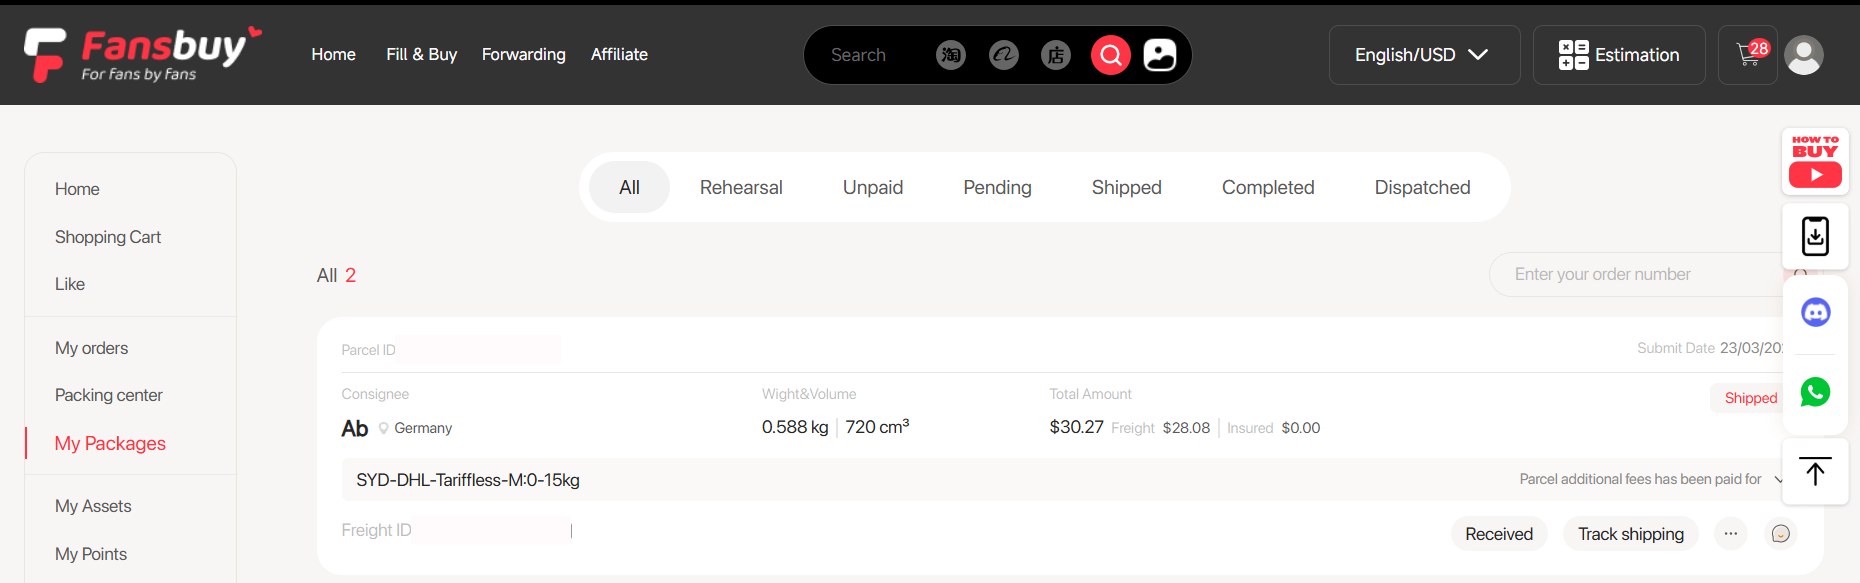 Fansbuy
For Fans by Fans
Home Fill & Buy Forwarding Affiliate
Search 淘 店
English/USD Estimation 28
Home
Shopping Cart
Like
My orders
Packing center
My Packages
My Assets
My Points
All Rehearsal Unpaid Pending Shipped Completed Dispatched
All 2
Enter your order number
Parcel ID
Submit Date 23/03/20
Consignee Wight&Volume Total Amount
Shipped
Ab Germany 0.588 kg 720 cm³ $30.27 Freight $28.08 Insured $0.00
SYD-DHL-Tariffless-M:0-15kg
Parcel additional fees has been paid for
Freight ID
Received Track shipping ...
HOW TO
BUY